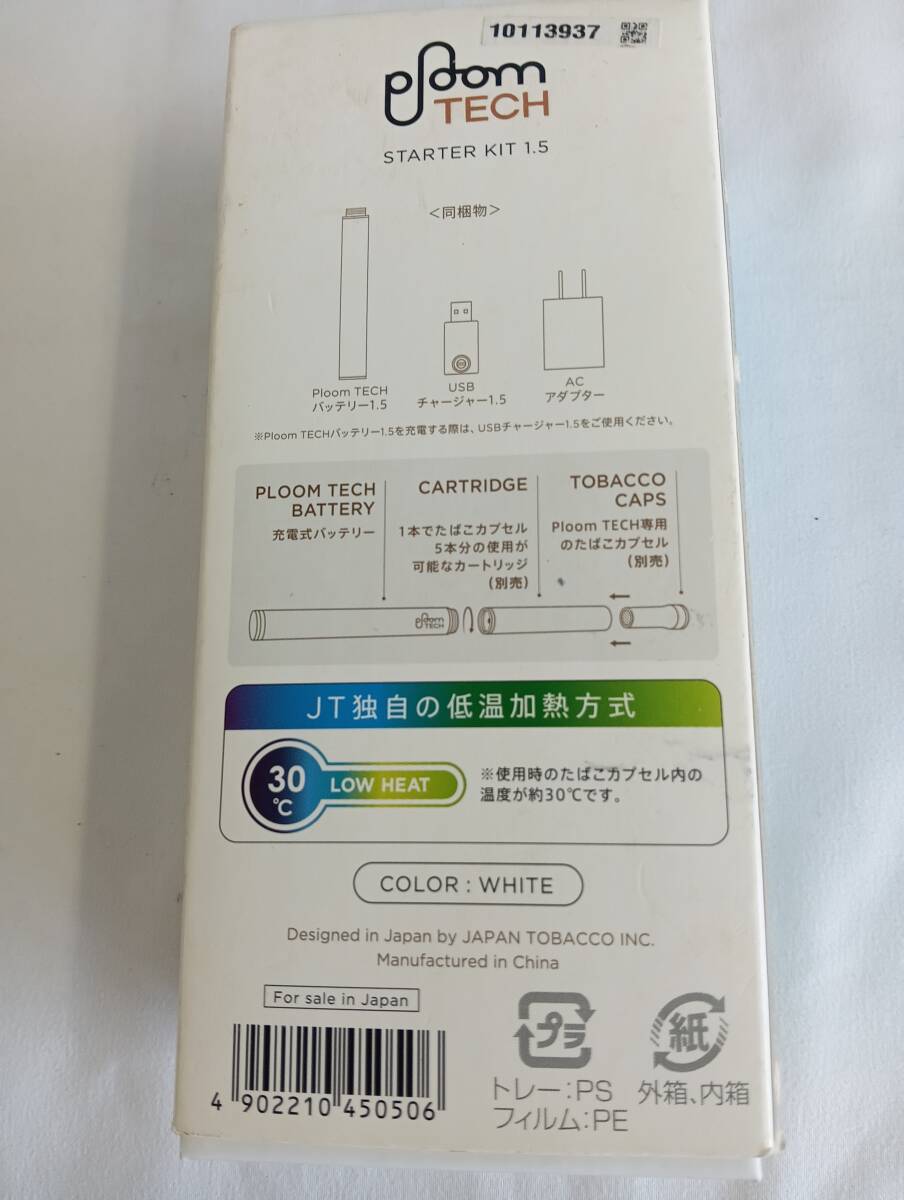 10113937
ploom
TECH
STARTER KIT 1.5
<同梱物>
Ploom TECH
バッテリー1.5
USB
チャージャー1.5
AC
アダプター
※Ploom TECHバッテリー1.5を充電する際は、USBチャージャー1.5をご使用ください。
PLOOM TECH
BATTERY
充電式バッテリー
CARTRIDGE
1本でたばこカプセル
5本分の使用が
可能なカートリッジ
(別売)
TOBACCO
CAPS
Ploom TECH専用
のたばこカプセル
(別売)
ploom
TECH
JT独自の低温加熱方式
30
℃
LOW HEAT
※使用時のたばこカプセル内の
温度が約30℃です。
COLOR : WHITE
Designed in Japan by JAPAN TOBACCO INC.
Manufactured in China
For sale in Japan
4 902210 450506
プラ
トレー:PS
フィルム:PE
紙
外箱、内箱